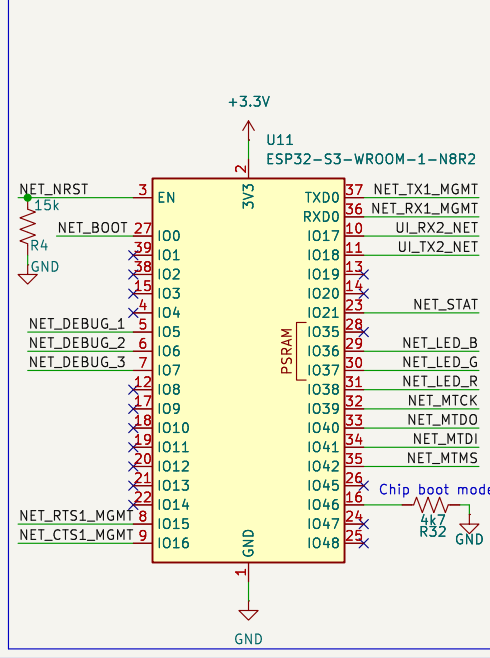 +3.3V
U11
ESP32-S3-WROOM-1-N8R2
2
3V3
NET_NRST 3 EN TXD0 37 NET_TX1_MGMT
15k
R4
GND
RXD0 36 NET_RX1_MGMT
NET_BOOT 27 IO0 IO17 10 UI_RX2_NET
39 IO1 IO18 11 UI_TX2_NET
38 IO2 IO19 13
15 IO3 IO20 14
4 IO4 IO21 23 NET_STAT
NET_DEBUG_1 5 IO5 IO35 28
NET_DEBUG_2 6 IO6 IO36 29 NET_LED_B
NET_DEBUG_3 7 IO7 IO37 30 NET_LED_G
PSRAM
12 IO8 IO38 31 NET_LED_R
17 IO9 IO39 32 NET_MTCK
18 IO10 IO40 33 NET_MTDO
19 IO11 IO41 34 NET_MTDI
20 IO12 IO42 35 NET_MTMS
21 IO13 IO45 26
Chip boot mode
22 IO14 IO46 16
4k7
R32
GND
NET_RTS1_MGMT 8 IO15 IO47 24
NET_CTS1_MGMT 9 IO16 IO48 25
GND
1
GND